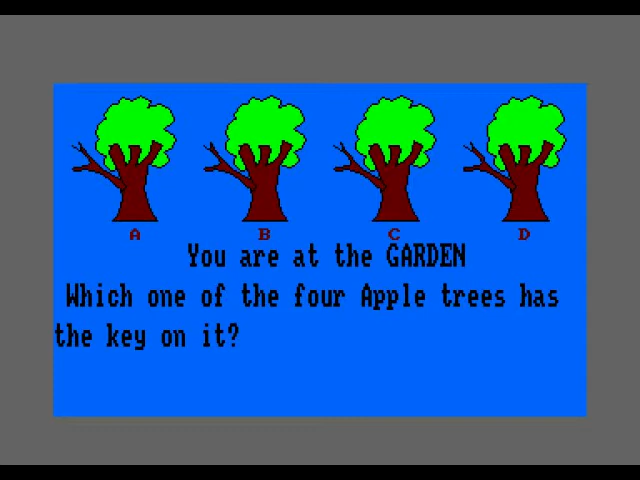 A B C D
You are at the GARDEN
Which one of the four Apple trees has
the key on it?